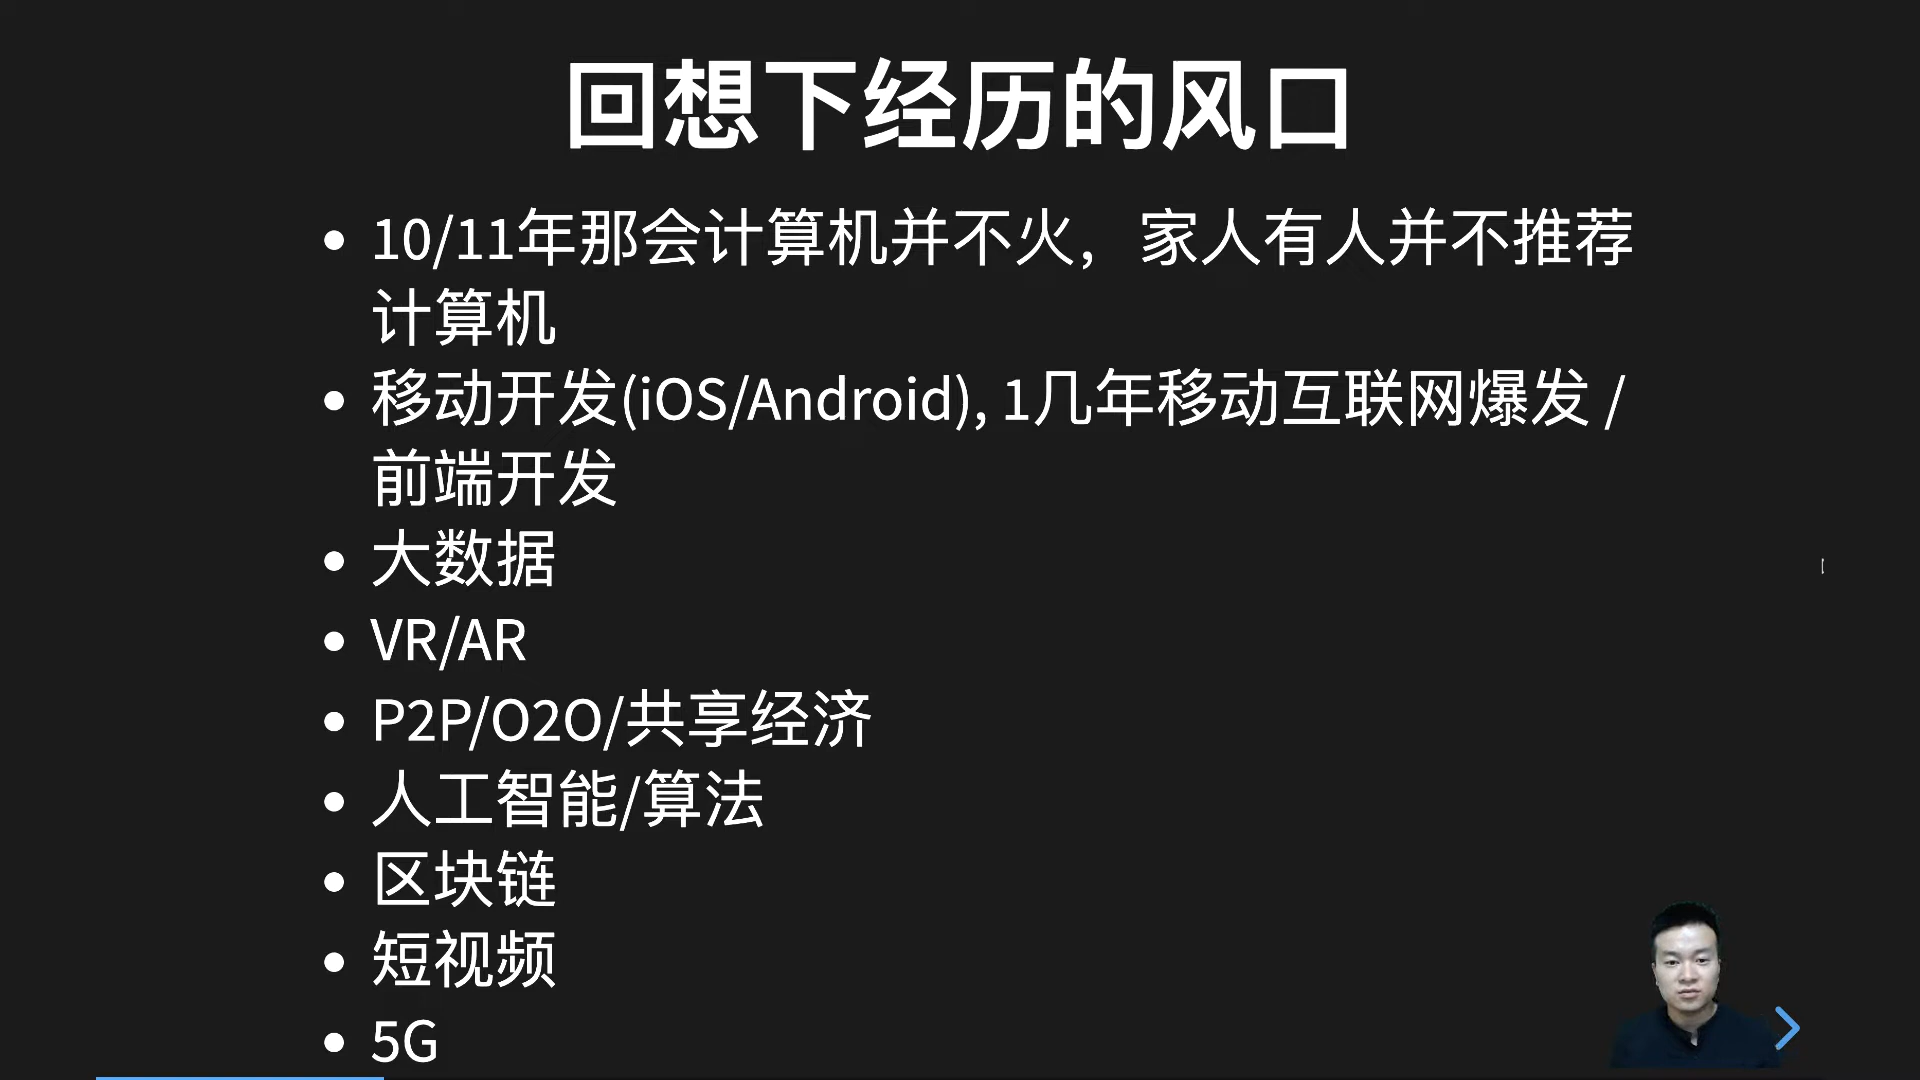 回想下经历的风口
10/11年那会计算机并不火，家人有人并不推荐
计算机
移动开发(iOS/Android), 1几年移动互联网爆发 /
前端开发
大数据
VR/AR
P2P/O2O/共享经济
人工智能/算法
区块链
短视频
5G